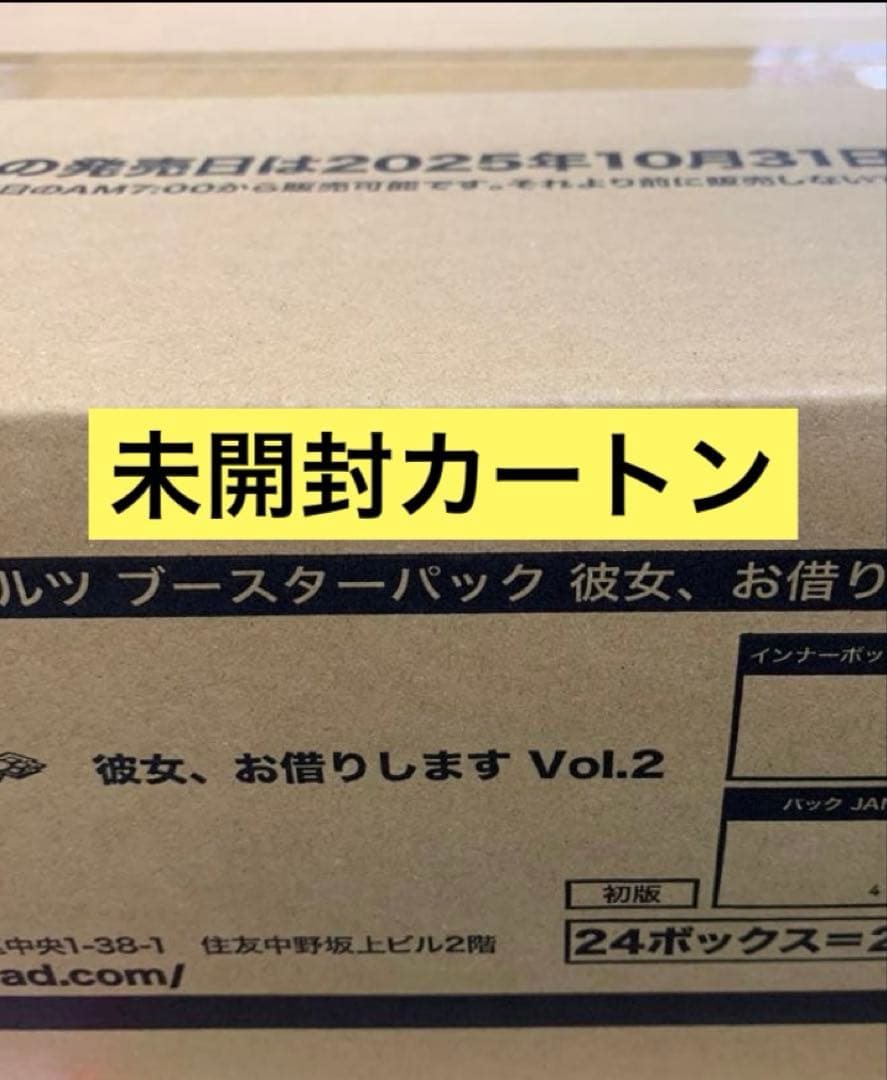 の発売日は2025年10月31日
日のAM7:00から販売可能です。それより前に販売しない
未開封カートン
ルツ ブースターパック 彼女、お借り
インナーボッ
彼女、お借りします Vol.2
パック JAN
4
初版
中央1-38-1 住友中野坂上ビル2階
24ボックス=2
ad.com/